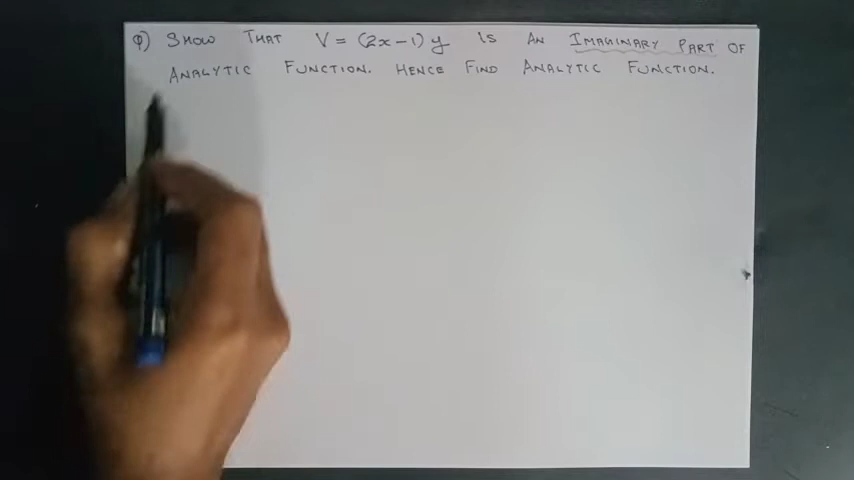 Q) SHOW THAT V = (2x-1)y IS AN IMAGINARY PART OF
ANALYTIC FUNCTION. HENCE FIND ANALYTIC FUNCTION.